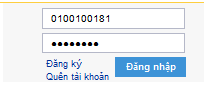 0100100181
••••••••
Đăng ký
Quên tài khoản
Đăng nhập